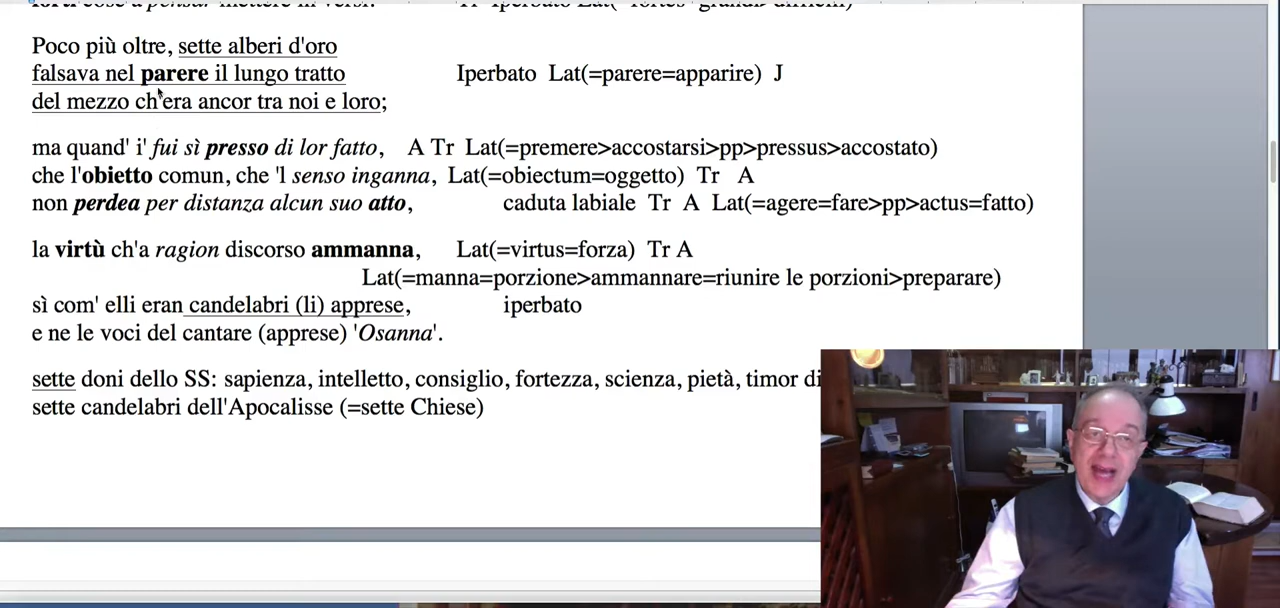 Poco più oltre, sette alberi d'oro
falsava nel parere il lungo tratto Iperbato Lat(=parere=apparire) J
del mezzo ch'era ancor tra noi e loro;
ma quand' i' fui sì presso di lor fatto, A Tr Lat(=premere>accostarsi>pp>pressus>accostato)
che l'obietto comun, che 'l senso inganna, Lat(=obiectum=oggetto) Tr A
non perdea per distanza alcun suo atto, caduta labiale Tr A Lat(=agere=fare>pp>actus=fatto)
la virtù ch'a ragion discorso ammanna, Lat(=virtus=forza) Tr A
Lat(=manna=porzione>ammannare=riunire le porzioni>preparare)
sì com' elli eran candelabri (li) apprese, iperbato
e ne le voci del cantare (apprese) 'Osanna'.
sette doni dello SS: sapienza, intelletto, consiglio, fortezza, scienza, pietà, timor di
sette candelabri dell'Apocalisse (=sette Chiese)